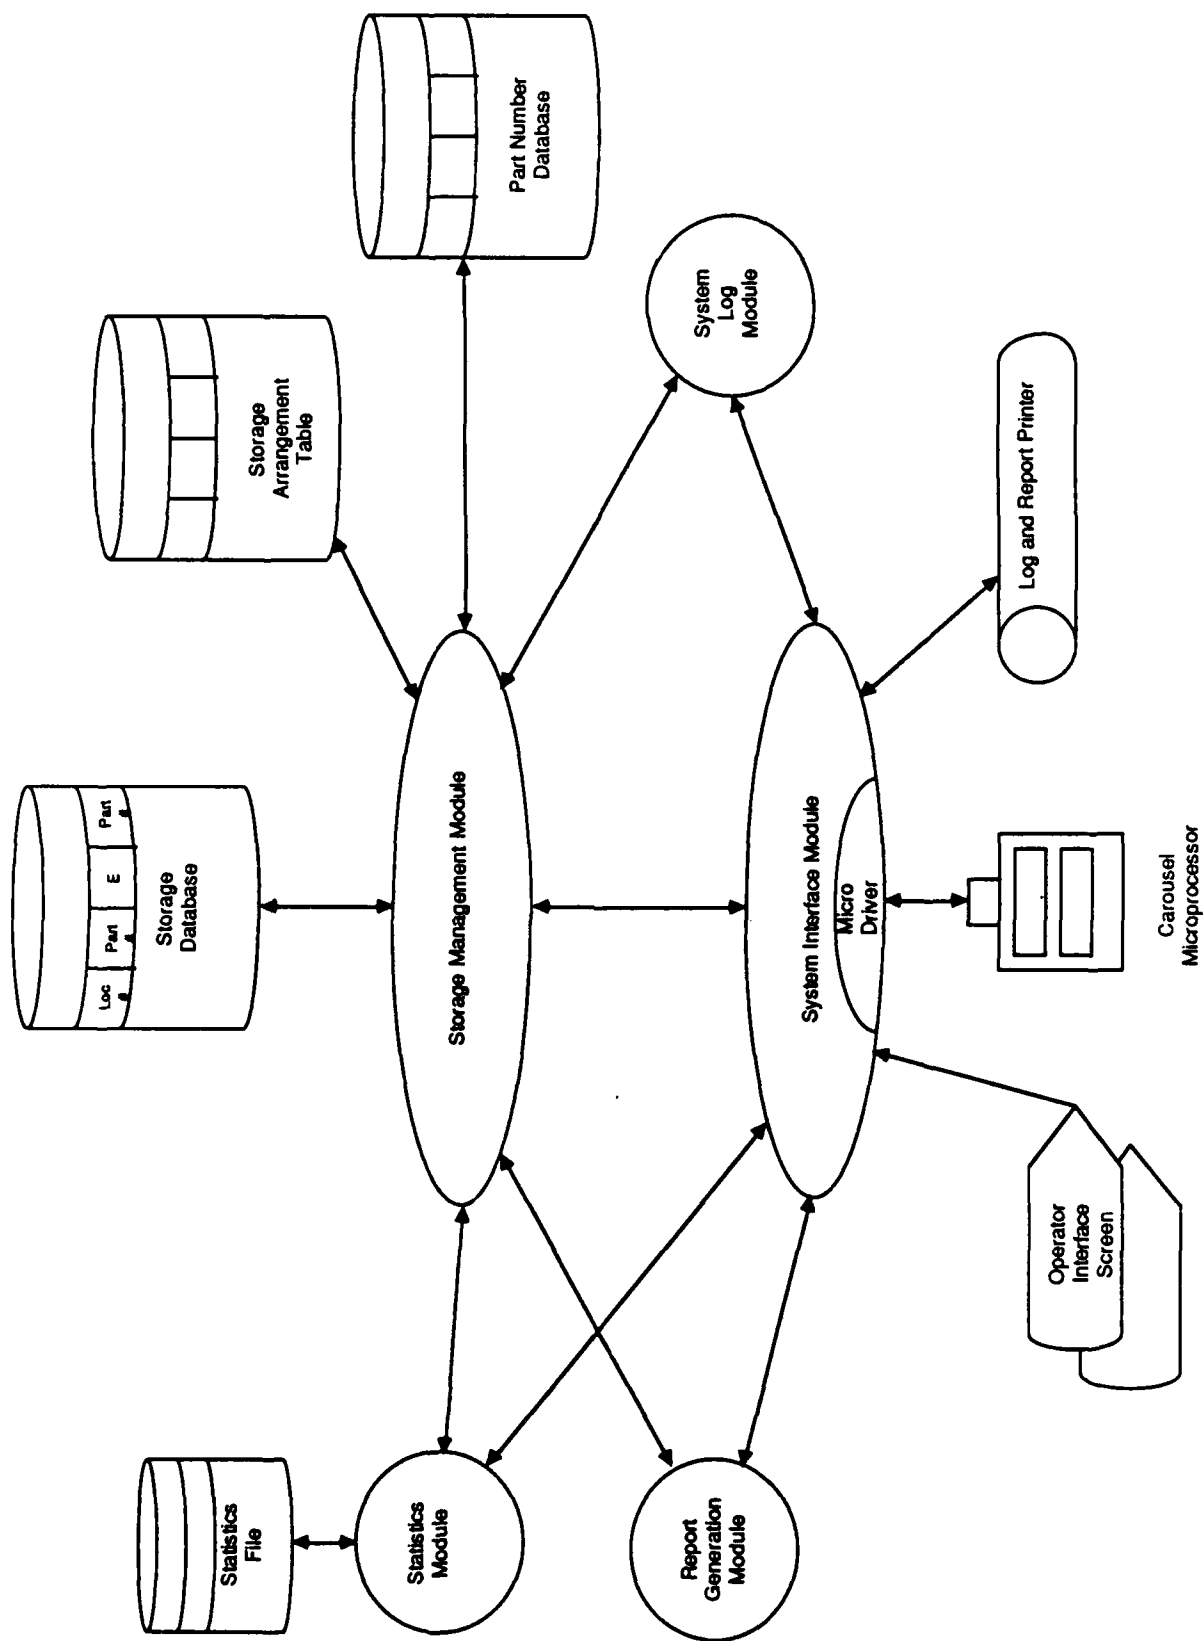 Statistics
File
Loc
#
Part
#
E
Part
#
Storage
Database
Storage
Arrangement
Table
Part Number
Database
Statistics
Module
Storage Management Module
Report
Generation
Module
System
Log
Module
System Interface Module
Micro
Driver
Operator
Interface
Screen
Carousel
Microprocessor
Log and Report Printer